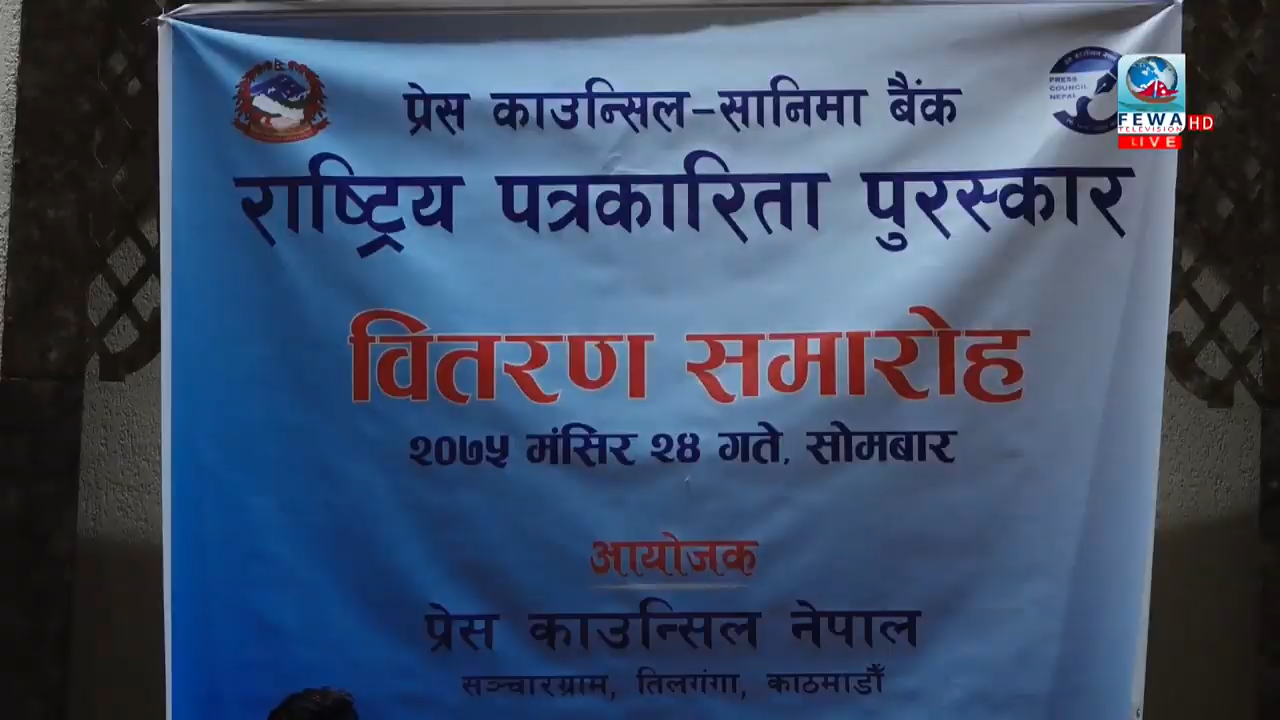 प्रेस काउन्सिल-सानिमा बैंक
PRESS
COUNCIL
NEPAL
FEWA HD
TELEVISION
LIVE
राष्ट्रिय पत्रकारिता पुरस्कार
वितरण समारोह
२०७५ मंसिर २४ गते, सोमबार
आयोजक
प्रेस काउन्सिल नेपाल
सञ्चारग्राम, तिलगंगा, काठमाडौँ